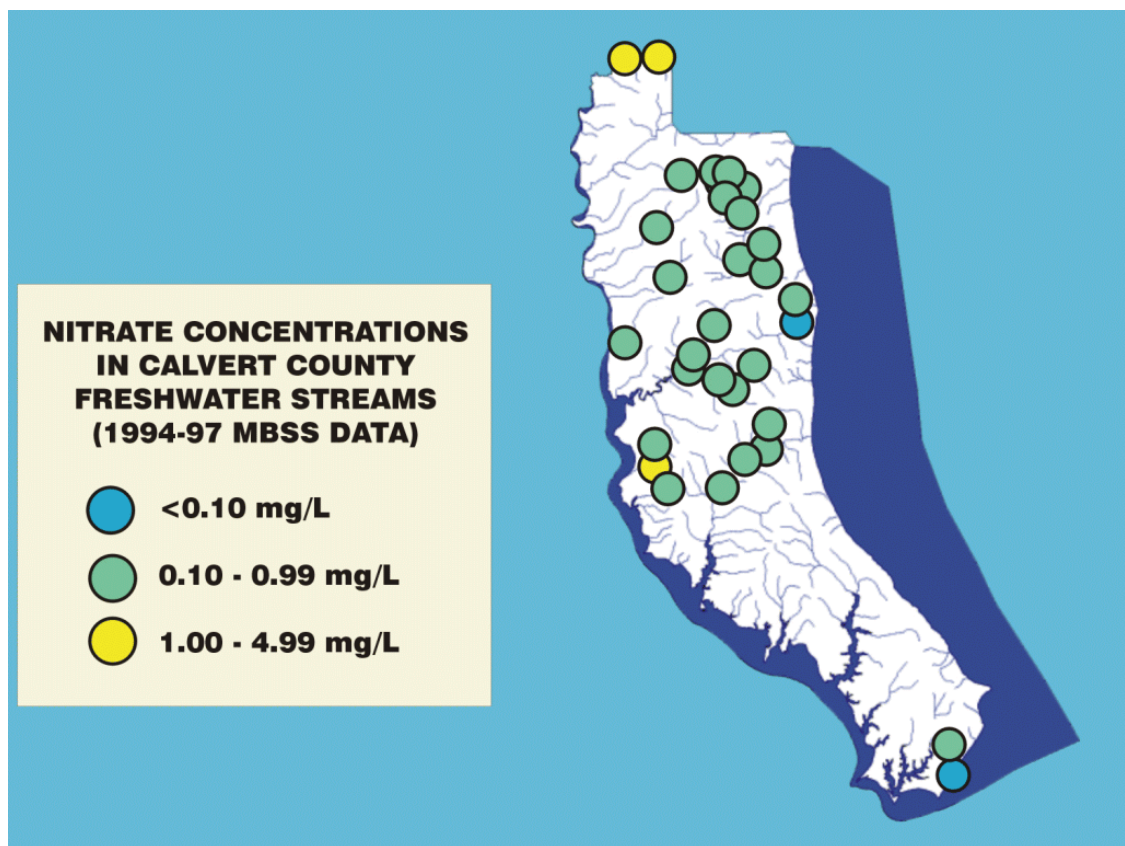 NITRATE CONCENTRATIONS
IN CALVERT COUNTY
FRESHWATER STREAMS
(1994-97 MBSS DATA)
<0.10 mg/L
0.10 - 0.99 mg/L
1.00 - 4.99 mg/L